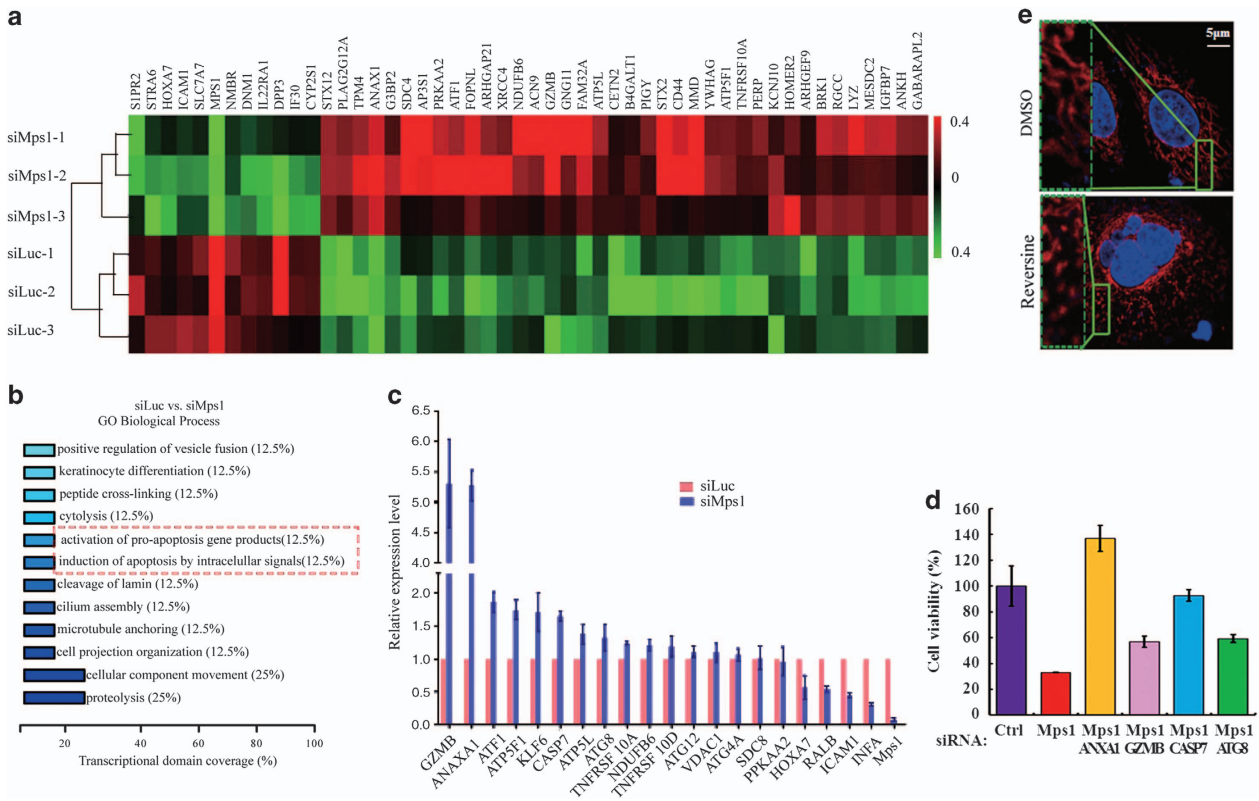 a
S1PR2
STRA6
HOXA7
ICAM1
SLC7A7
MPS1
NMBR
DNM1
IL22RA1
DPP3
IF30
CYP2S1
STX12
PLAG2G12A
TPM4
ANAX1
G3BP2
SDC4
AP3S1
PRKAA2
ATF1
FOPNL
ARHGAP21
XRCC4
NDUFB6
ACN9
GZMB
GNG11
FAM32A
ATP5L
CETN2
B4GALT1
PIGY
STX2
CD44
MMD
YWHAG
ATP5F1
TNFRSF10A
PERP
KCNJ10
HOMER2
ARHGEF9
BRK1
RGCC
LYZ
MESDC2
IGFBP7
ANKH
GABARAPL2
siMps1-1
siMps1-2
siMps1-3
siLuc-1
siLuc-2
siLuc-3
0.4
0
0.4
e
5μm
DMSO
Reversine
b
siLuc vs. siMps1
GO Biological Process
positive regulation of vesicle fusion (12.5%)
keratinocyte differentiation (12.5%)
peptide cross-linking (12.5%)
cytolysis (12.5%)
activation of pro-apoptosis gene products(12.5%)
induction of apoptosis by intracellular signals(12.5%)
cleavage of lamin (12.5%)
cilium assembly (12.5%)
microtubule anchoring (12.5%)
cell projection organization (12.5%)
cellular component movement (25%)
proteolysis (25%)
20 40 60 80 100
Transcriptional domain coverage (%)
c
Relative expression level
6.5
6.0
5.5
5.0
4.5
4.0
2.0
1.5
1.0
0.5
0.0
siLuc
siMps1
GZMB
ANAXA1
ATF1
ATP5F1
KLF6
CASP7
ATP5L
ATG8
TNFRSF 10A
NDUFB6
TNFRSF 10D
ATG12
VDAC1
ATG4A
SDC8
PPKAA2
HOXA7
RALB
ICAM1
INFA
Mps1
d
Cell viability (%)
160
140
120
100
80
60
40
20
0
Ctrl Mps1 Mps1 Mps1 Mps1 Mps1
siRNA: ANXA1 GZMB CASP7 ATG8